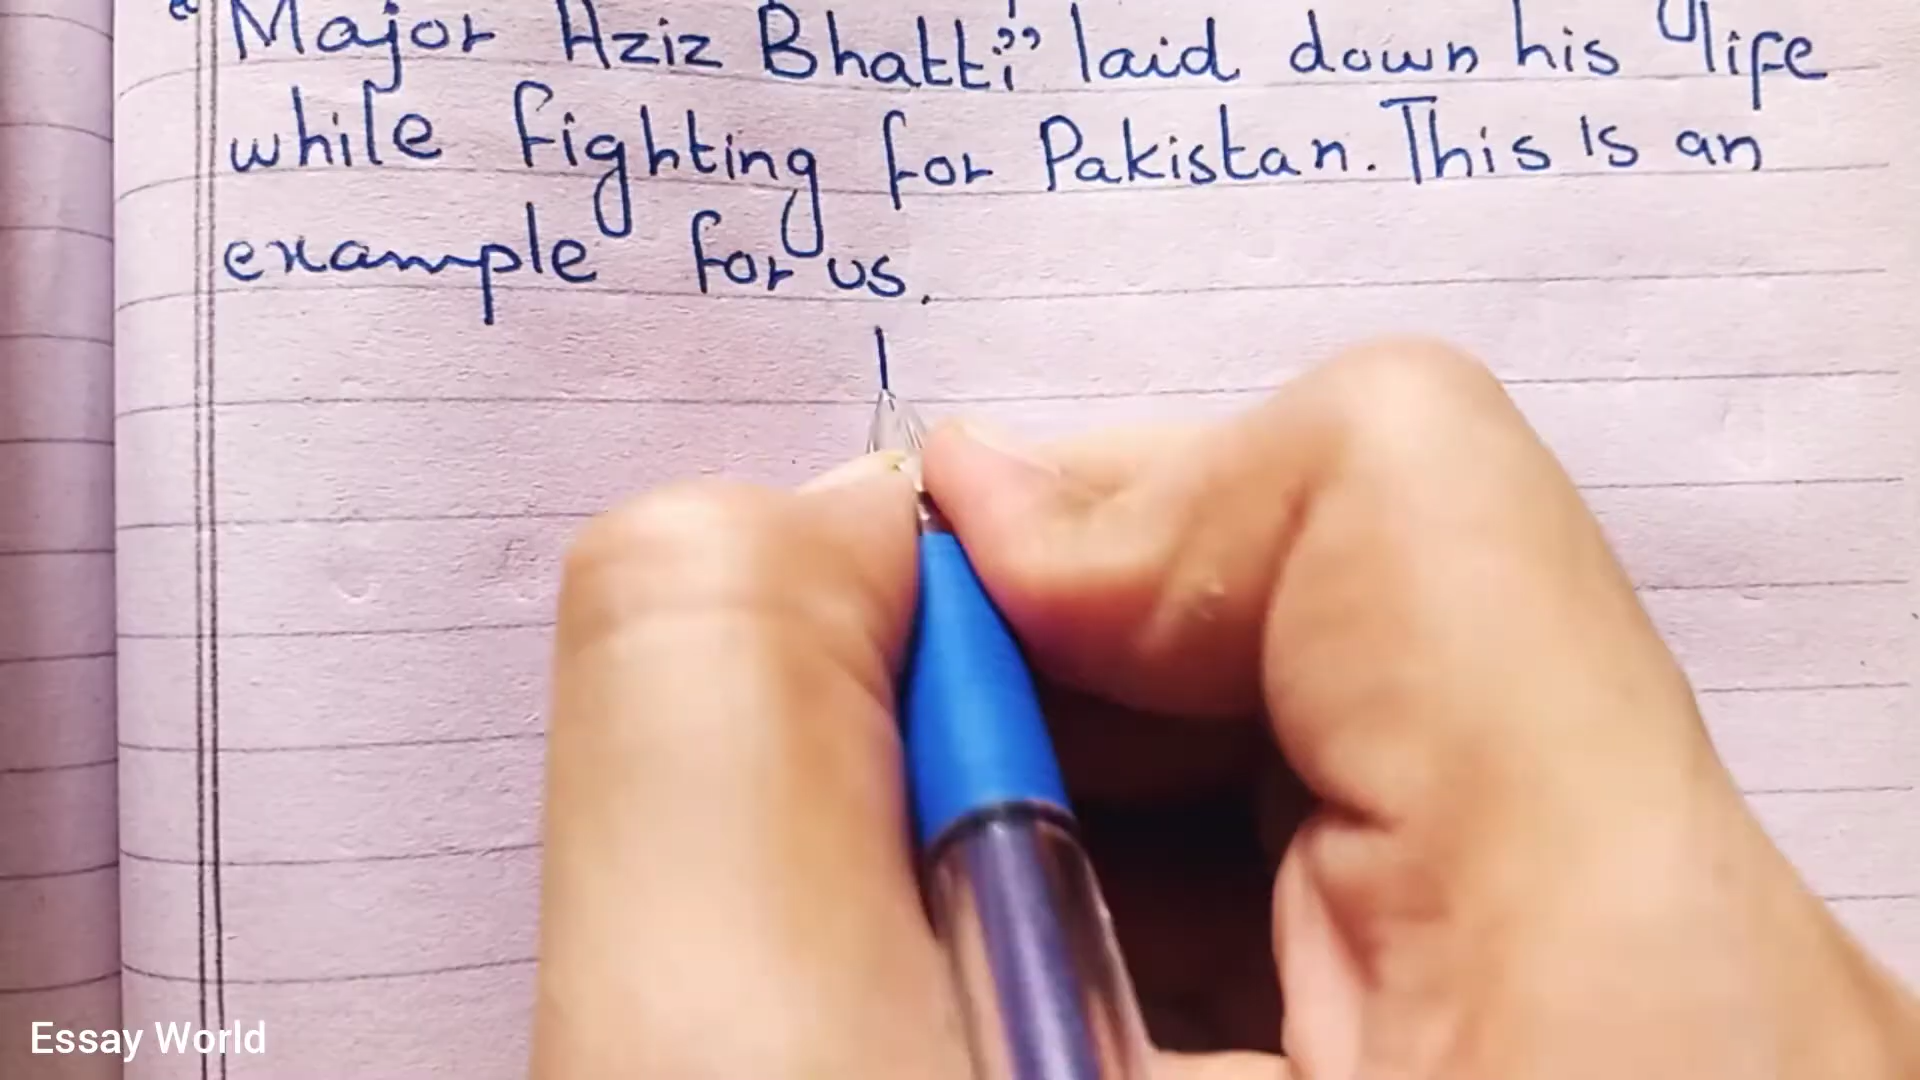 "Major Aziz Bhatti" laid down his life
while fighting for Pakistan. This is an
example for us.
Essay World